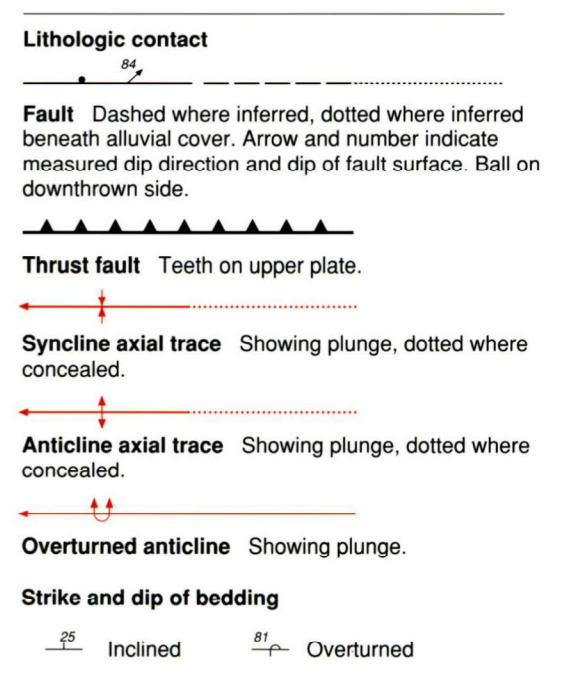 Lithologic contact
84
Fault Dashed where inferred, dotted where inferred
beneath alluvial cover. Arrow and number indicate
measured dip direction and dip of fault surface. Ball on
downthrown side.
Thrust fault Teeth on upper plate.
Syncline axial trace Showing plunge, dotted where
concealed.
Anticline axial trace Showing plunge, dotted where
concealed.
Overturned anticline Showing plunge.
Strike and dip of bedding
25 Inclined 81 Overturned